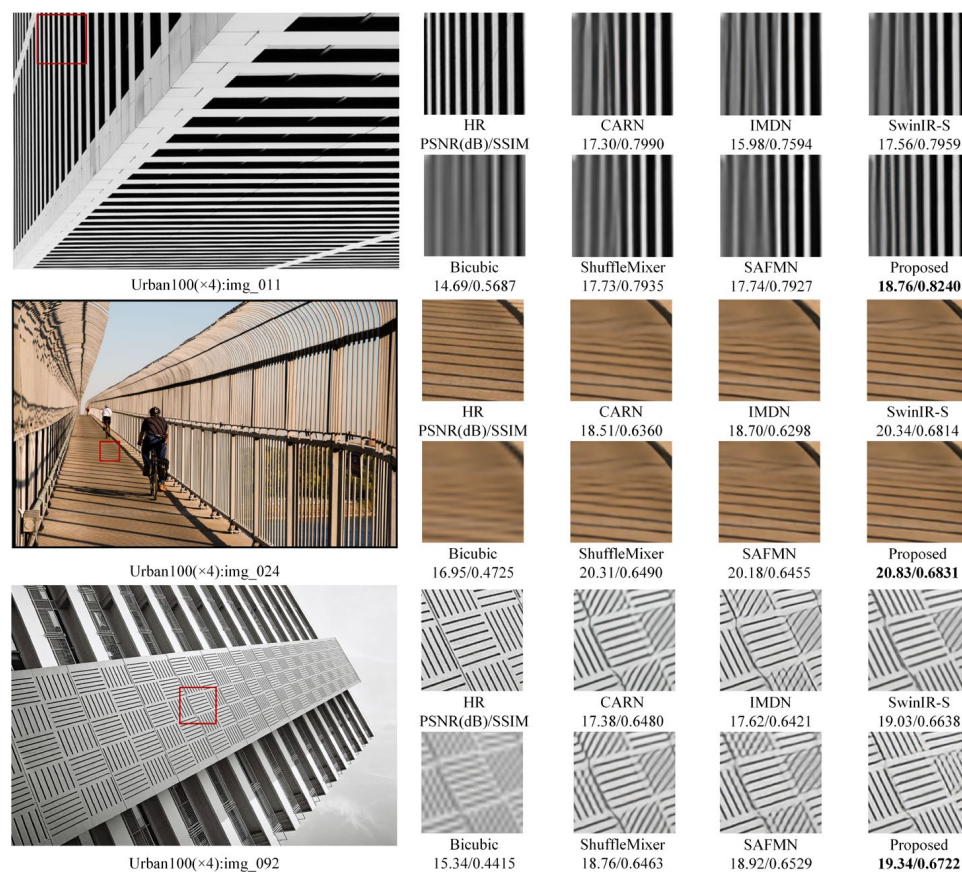 HR CARN IMDN SwinIR-S
PSNR(dB)/SSIM 17.30/0.7990 15.98/0.7594 17.56/0.7959
Bicubic ShuffleMixer SAFMN Proposed
14.69/0.5687 17.73/0.7935 17.74/0.7927 18.76/0.8240
Urban100(×4):img_011
HR CARN IMDN SwinIR-S
PSNR(dB)/SSIM 18.51/0.6360 18.70/0.6298 20.34/0.6814
Bicubic ShuffleMixer SAFMN Proposed
16.95/0.4725 20.31/0.6490 20.18/0.6455 20.83/0.6831
Urban100(×4):img_024
HR CARN IMDN SwinIR-S
PSNR(dB)/SSIM 17.38/0.6480 17.62/0.6421 19.03/0.6638
Bicubic ShuffleMixer SAFMN Proposed
15.34/0.4415 18.76/0.6463 18.92/0.6529 19.34/0.6722
Urban100(×4):img_092